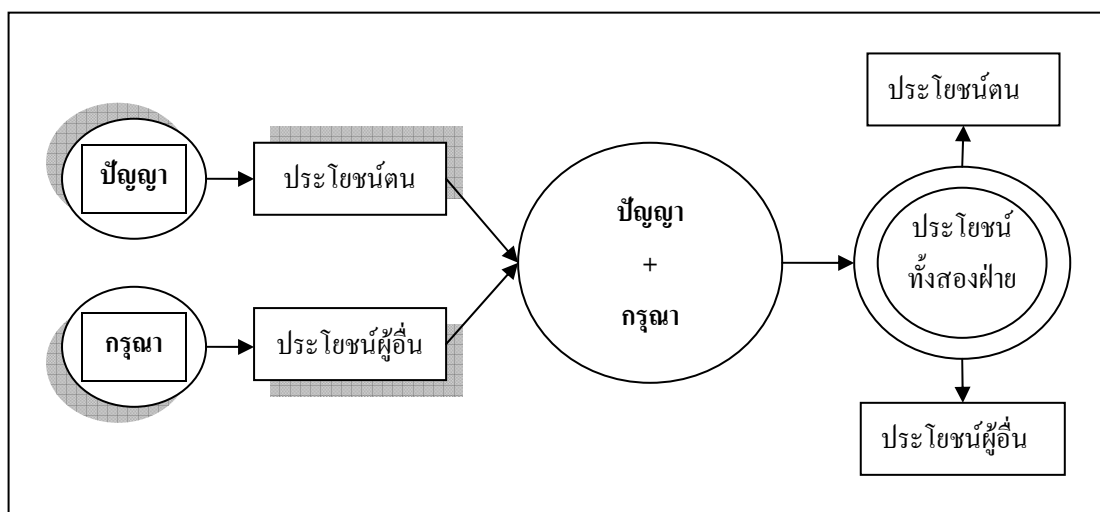 ปัญญา
ประโยชน์ตน
กรุณา
ประโยชน์ผู้อื่น
ปัญญา
+
กรุณา
ประโยชน์ตน
ประโยชน์
ทั้งสองฝ่าย
ประโยชน์ผู้อื่น